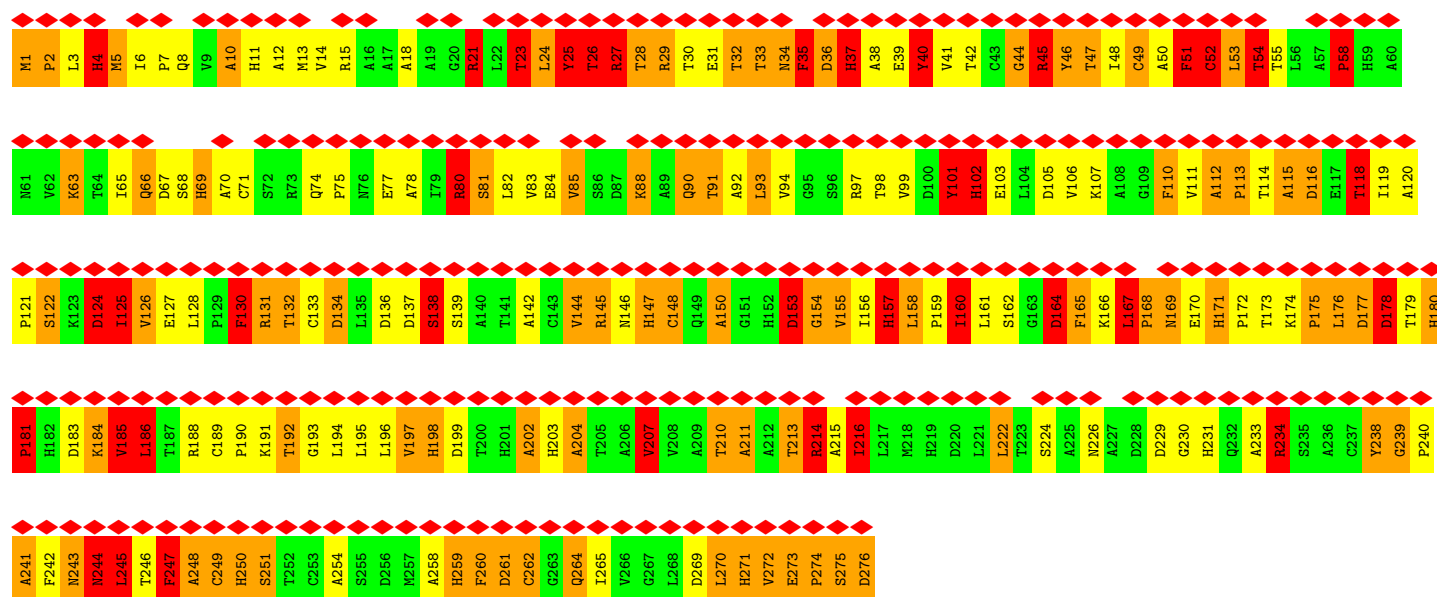 M1 P2 L3 H4 M5 I6 P7 Q8 V9 A10 H11 A12 M13 V14 R15 A16 A17 A18 A19 G20 R21 L22 T23 L24 Y25 T26 R27 T28 R29 T30 E31 T32 T33 N34 F35 D36 H37 A38 E39 Y40 V41 T42 C43 G44 R45 Y46 T47 I48 C49 A50 F51 C52 L53 T54 T55 L56 A57 P58 H59 A60
N61 V62 K63 T64 I65 Q66 D67 S68 H69 A70 C71 S72 R73 Q74 P75 N76 E77 A78 I79 R80 S81 L82 V83 E84 V85 S86 D87 K88 A89 Q90 T91 A92 L93 V94 G95 S96 R97 T98 V99 D100 Y101 H102 E103 L104 D105 V106 K107 A108 G109 F110 V111 A112 P113 T114 A115 D116 E117 T118 I119 A120
P121 S122 K123 D124 I125 V126 E127 L128 P129 F130 R131 T132 C133 D134 L135 D136 D137 S138 S139 A140 T141 A142 C143 V144 R145 N146 H147 C148 Q149 A150 G151 H152 D153 G154 V155 I156 H157 L158 P159 I160 L161 S162 G163 D164 F165 K166 L167 P168 N169 E170 H171 P172 T173 K174 P175 L176 D177 D178 T179 H180
P181 H182 D183 K184 V185 L186 T187 R188 C189 P190 K191 T192 G193 L194 L195 L196 V197 H198 D199 T200 H201 A202 H203 A204 T205 A206 V207 V208 A209 T210 A211 A212 T213 R214 A215 I216 L217 M218 H219 D220 L221 L222 T223 S224 A225 N226 A227 D228 D229 G230 H231 Q232 A233 R234 S235 A236 C237 Y238 G239 P240
A241 F242 N243 N244 L245 T246 F247 A248 C249 H250 S251 T252 C253 A254 S255 D256 M257 A258 H259 F260 D261 C262 G263 Q264 I265 V266 G267 L268 D269 L270 H271 V272 E273 P274 S275 D276